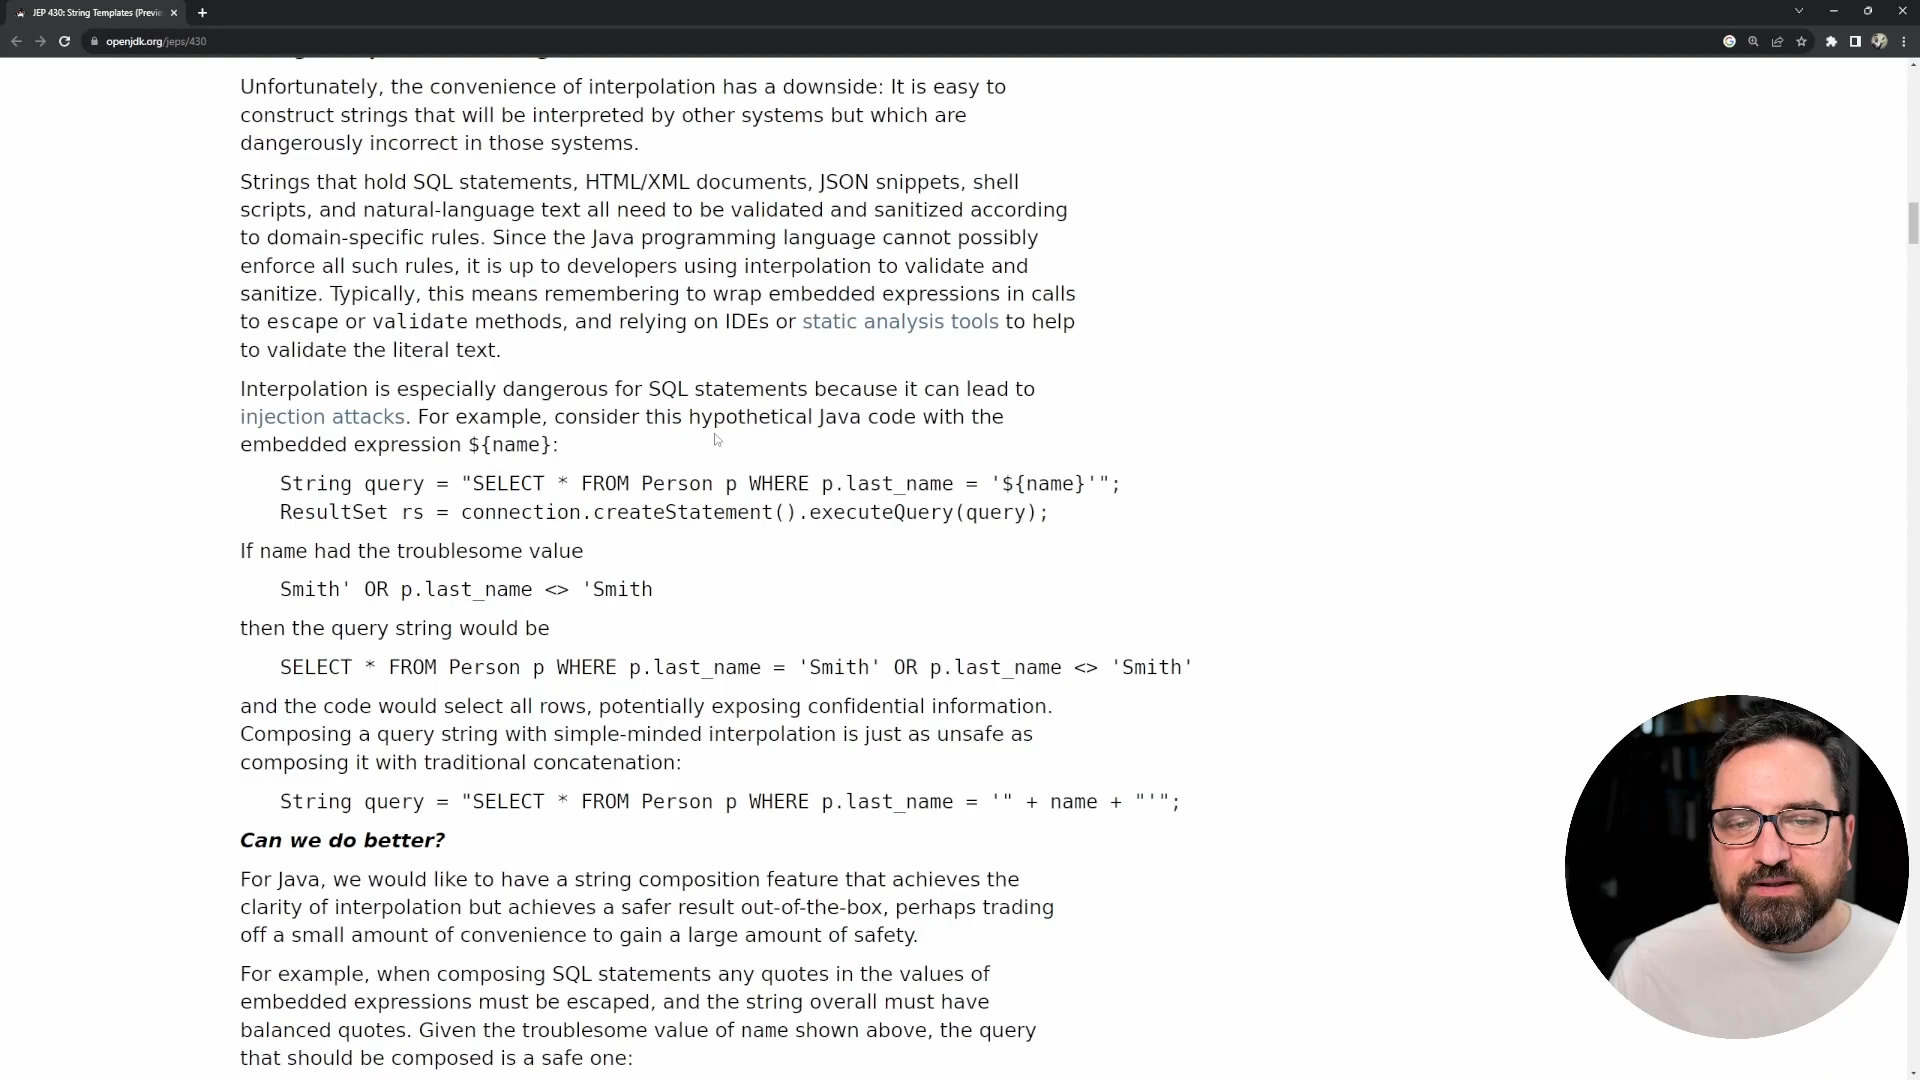 JEP 430: String Templates (Previe
openjdk.org/jeps/430
Unfortunately, the convenience of interpolation has a downside: It is easy to
construct strings that will be interpreted by other systems but which are
dangerously incorrect in those systems.
Strings that hold SQL statements, HTML/XML documents, JSON snippets, shell
scripts, and natural-language text all need to be validated and sanitized according
to domain-specific rules. Since the Java programming language cannot possibly
enforce all such rules, it is up to developers using interpolation to validate and
sanitize. Typically, this means remembering to wrap embedded expressions in calls
to escape or validate methods, and relying on IDEs or static analysis tools to help
to validate the literal text.
Interpolation is especially dangerous for SQL statements because it can lead to
injection attacks. For example, consider this hypothetical Java code with the
embedded expression ${name}:
String query = "SELECT * FROM Person p WHERE p.last_name = '${name}'";
ResultSet rs = connection.createStatement().executeQuery(query);
If name had the troublesome value
Smith' OR p.last_name <> 'Smith
then the query string would be
SELECT * FROM Person p WHERE p.last_name = 'Smith' OR p.last_name <> 'Smith'
and the code would select all rows, potentially exposing confidential information.
Composing a query string with simple-minded interpolation is just as unsafe as
composing it with traditional concatenation:
String query = "SELECT * FROM Person p WHERE p.last_name = '" + name + "'";
Can we do better?
For Java, we would like to have a string composition feature that achieves the
clarity of interpolation but achieves a safer result out-of-the-box, perhaps trading
off a small amount of convenience to gain a large amount of safety.
For example, when composing SQL statements any quotes in the values of
embedded expressions must be escaped, and the string overall must have
balanced quotes. Given the troublesome value of name shown above, the query
that should be composed is a safe one: